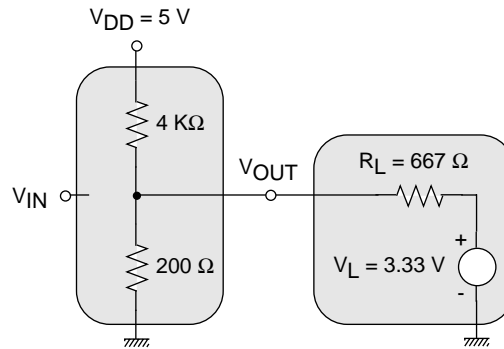 VDD = 5 V
4 KΩ
VOUT
RL = 667 Ω
VIN
+
VL = 3.33 V
-
200 Ω